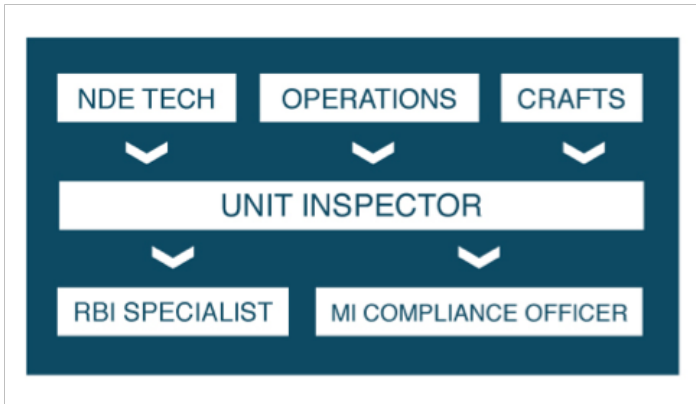 NDE TECH
OPERATIONS
CRAFTS
UNIT INSPECTOR
RBI SPECIALIST
MI COMPLIANCE OFFICER